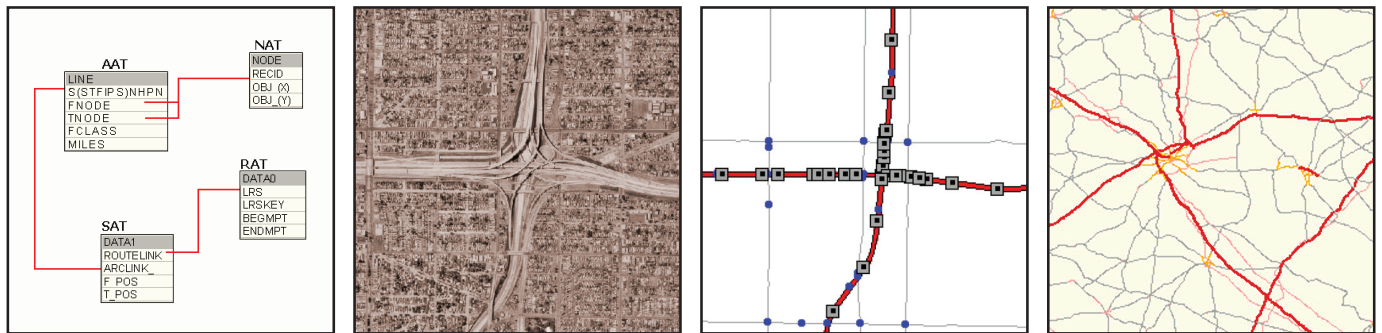 AAT
LINE
S(STFIPS)NHPN
FNODE
TNODE
FCLASS
MILES
NAT
NODE
RECID
OBJ_(X)
OBJ_(Y)
RAT
DATA0
LRS
LRSKEY
BEGMPT
ENDMPT
SAT
DATA1
ROUTELINK
ARCLINK_
F_POS
T_POS